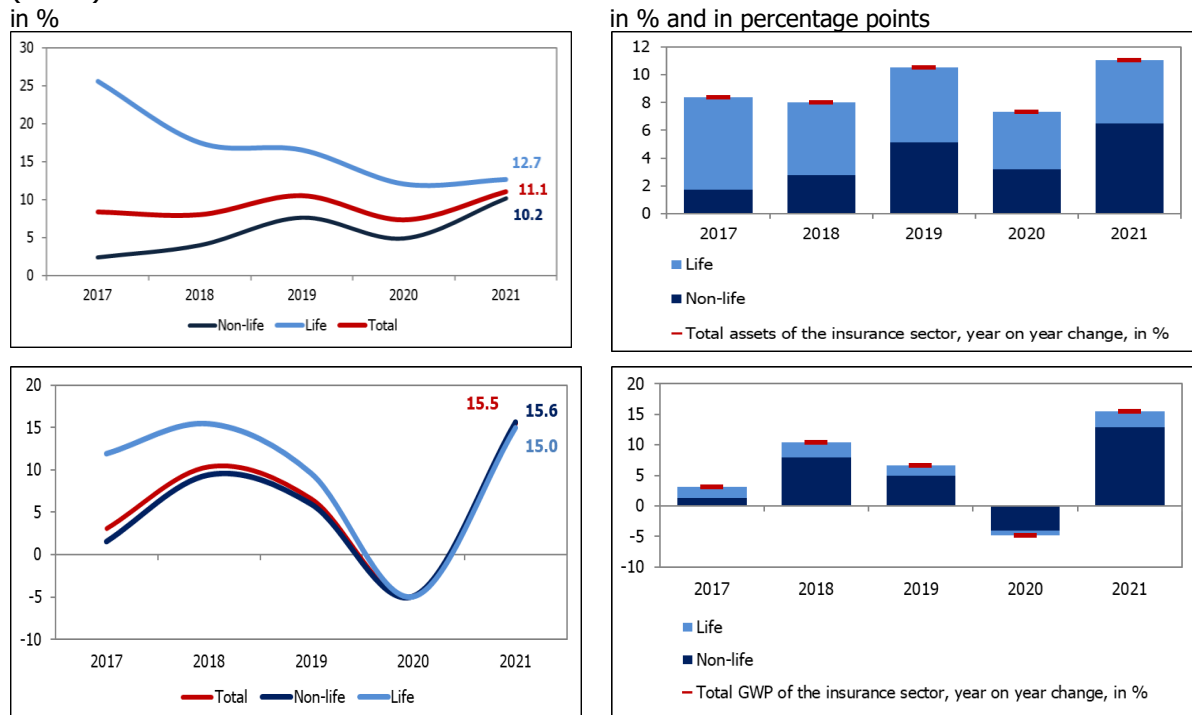 in %
in % and in percentage points
30
25
20
15
10
5
0
12.7
11.1
10.2
2017 2018 2019 2020 2021
Non-life Life Total
12
10
8
6
4
2
0
2017 2018 2019 2020 2021
Life
Non-life
Total assets of the insurance sector, year on year change, in %
20
15
10
5
0
-5
-10
15.5 15.6
15.0
2017 2018 2019 2020 2021
Total Non-life Life
20
15
10
5
0
-5
-10
2017 2018 2019 2020 2021
Life
Non-life
Total GWP of the insurance sector, year on year change, in %